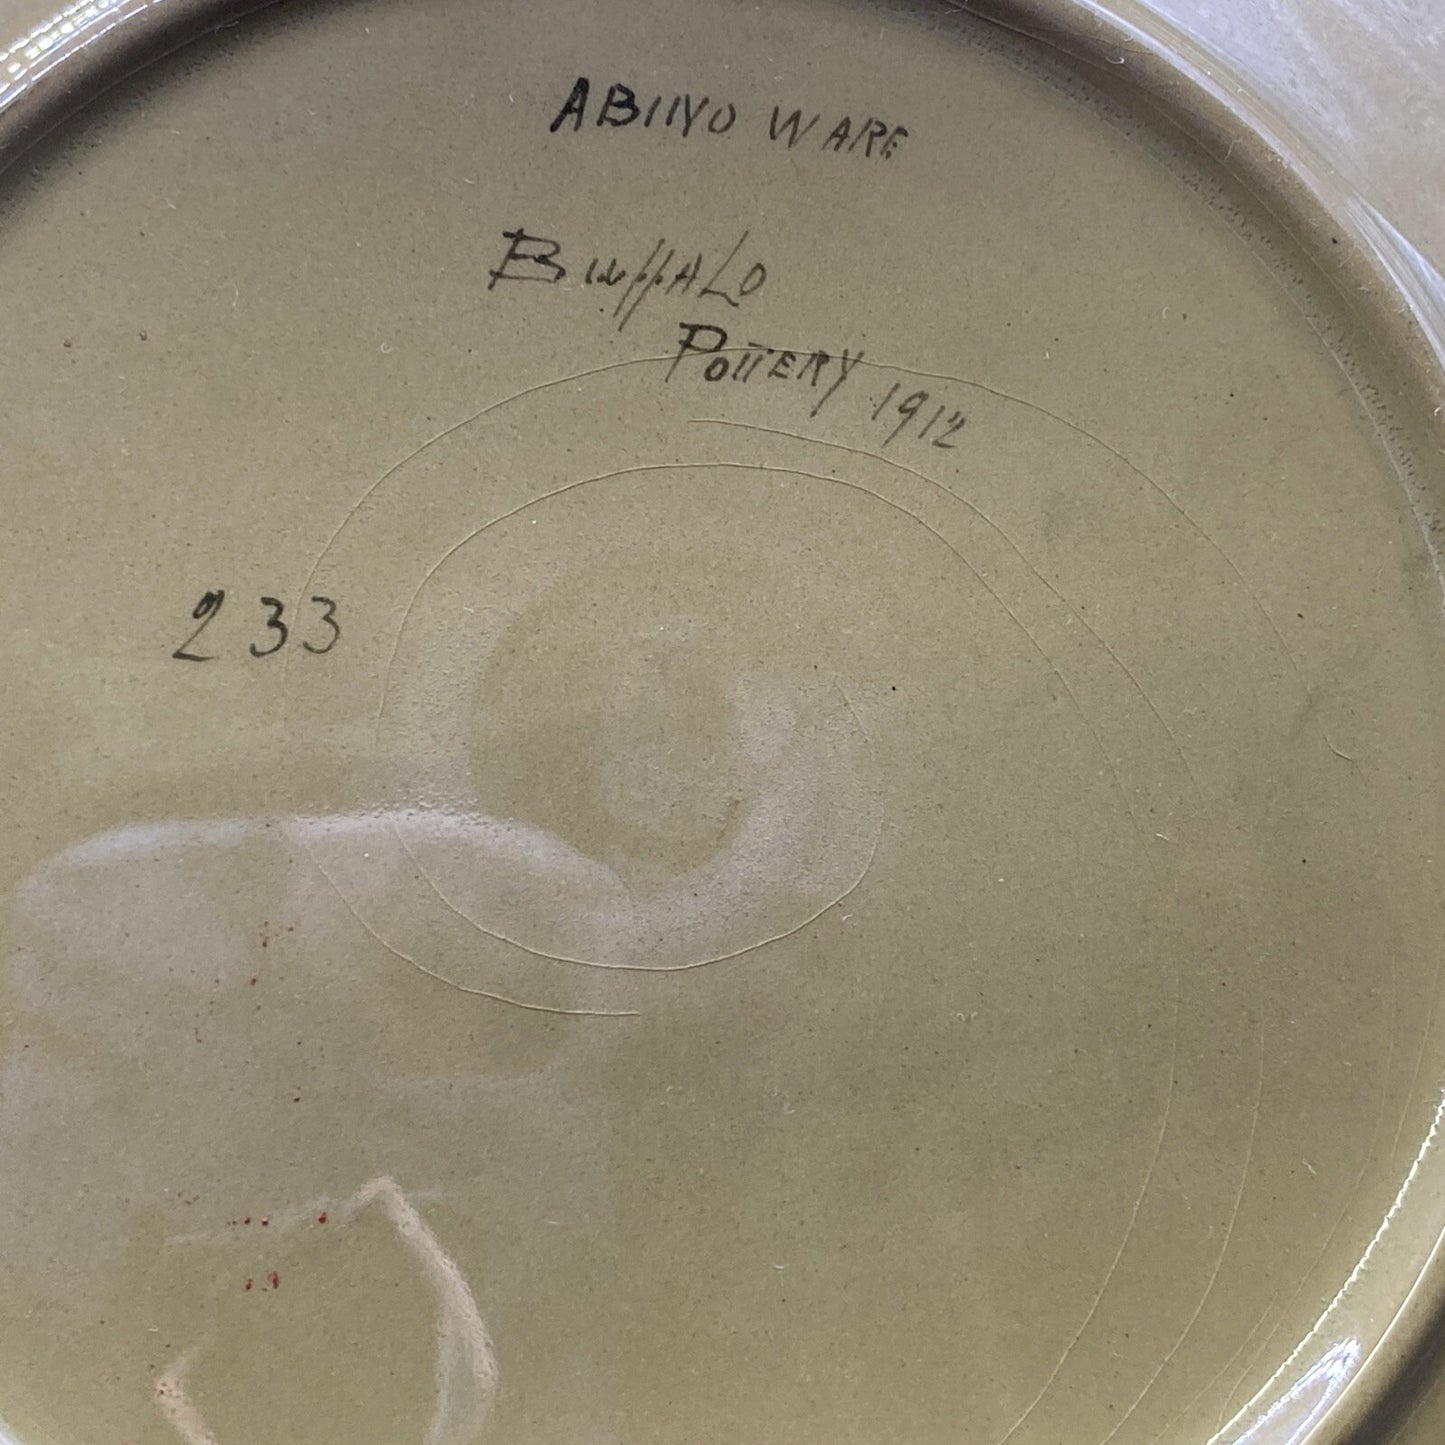 ABINO WARE
BUffALO
POTTERY 1912
233